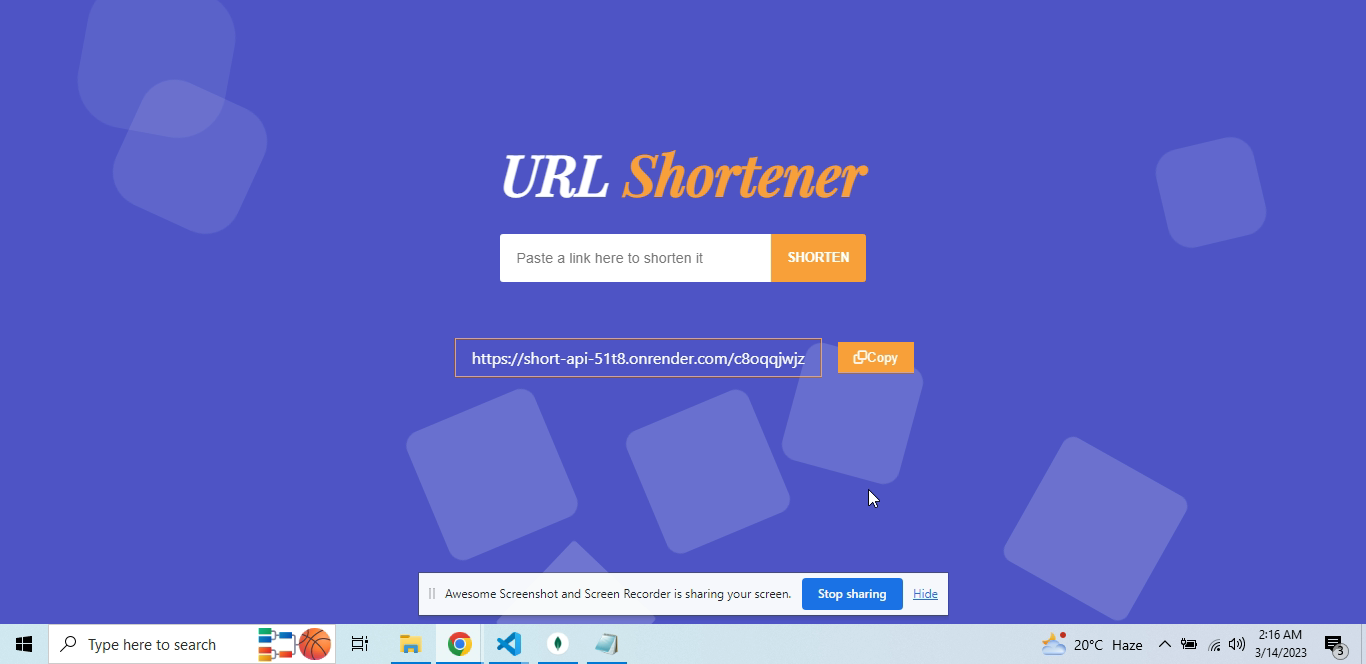 URL Shortener
Paste a link here to shorten it
SHORTEN
https://short-api-51t8.onrender.com/c8oqqjwjz
Copy
Awesome Screenshot and Screen Recorder is sharing your screen.
Stop sharing
Hide
Type here to search
20°C Haze
2:16 AM
3/14/2023
3